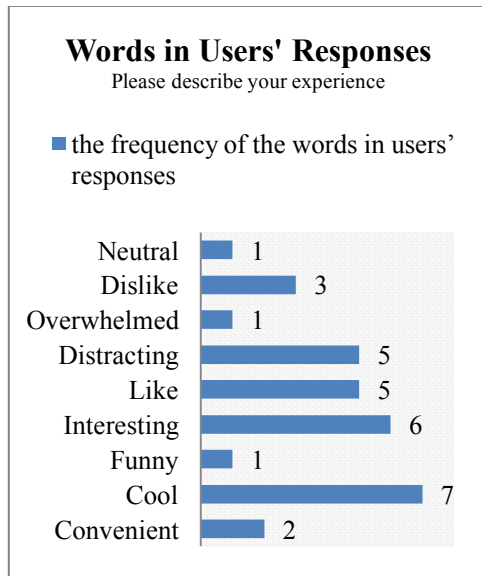 Words in Users' Responses
Please describe your experience
the frequency of the words in users’
responses
Neutral 1
Dislike 3
Overwhelmed 1
Distracting 5
Like 5
Interesting 6
Funny 1
Cool 7
Convenient 2